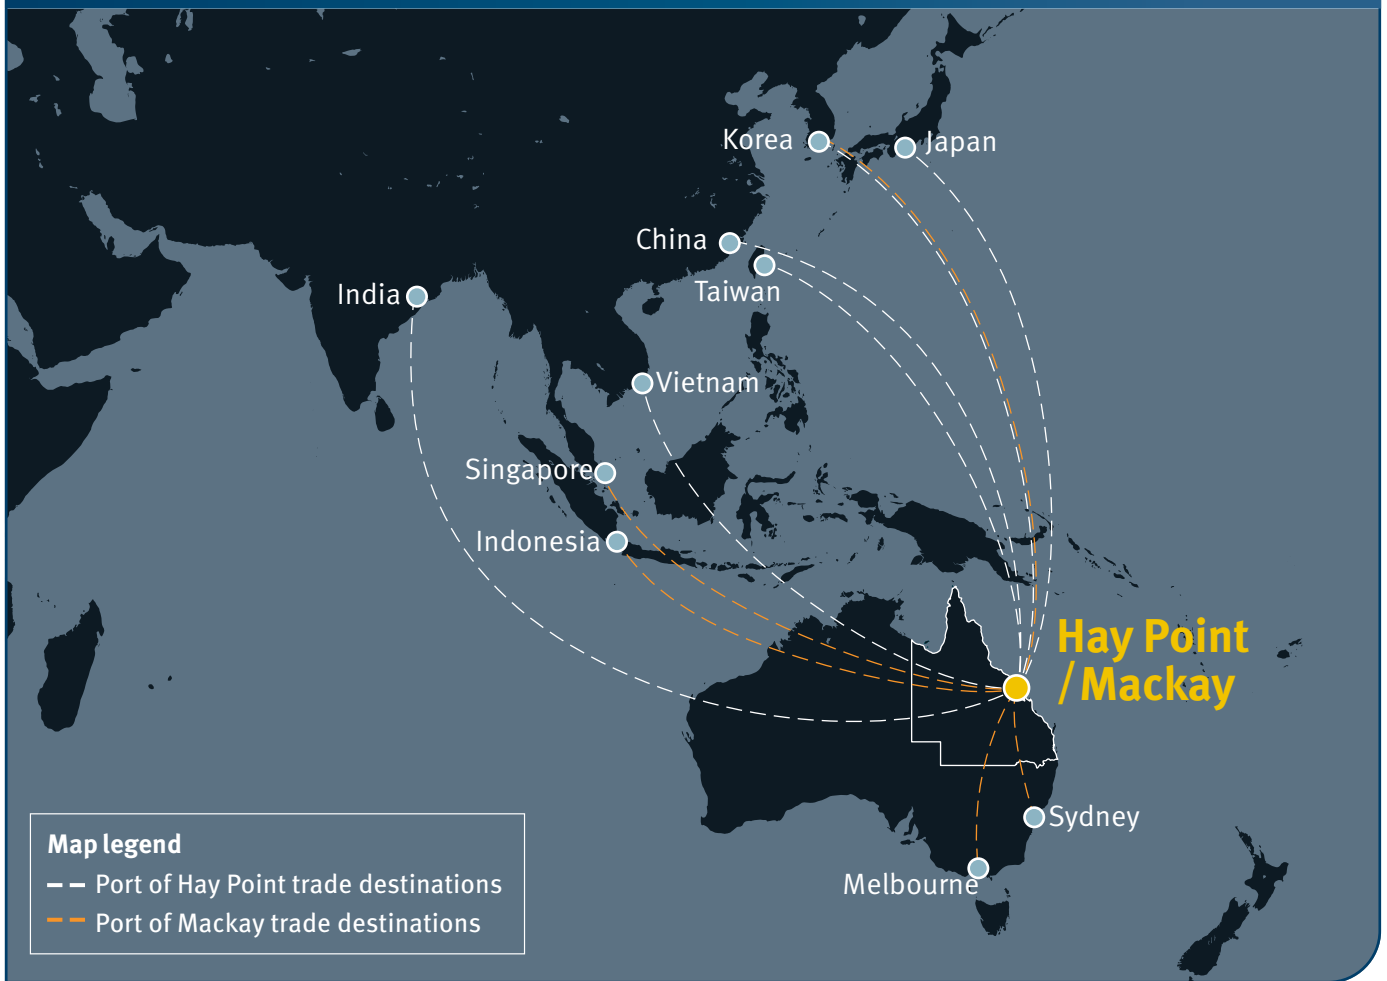 Korea
Japan
China
Taiwan
India
Vietnam
Singapore
Indonesia
Hay Point
/Mackay
Sydney
Melbourne
Map legend
Port of Hay Point trade destinations
Port of Mackay trade destinations